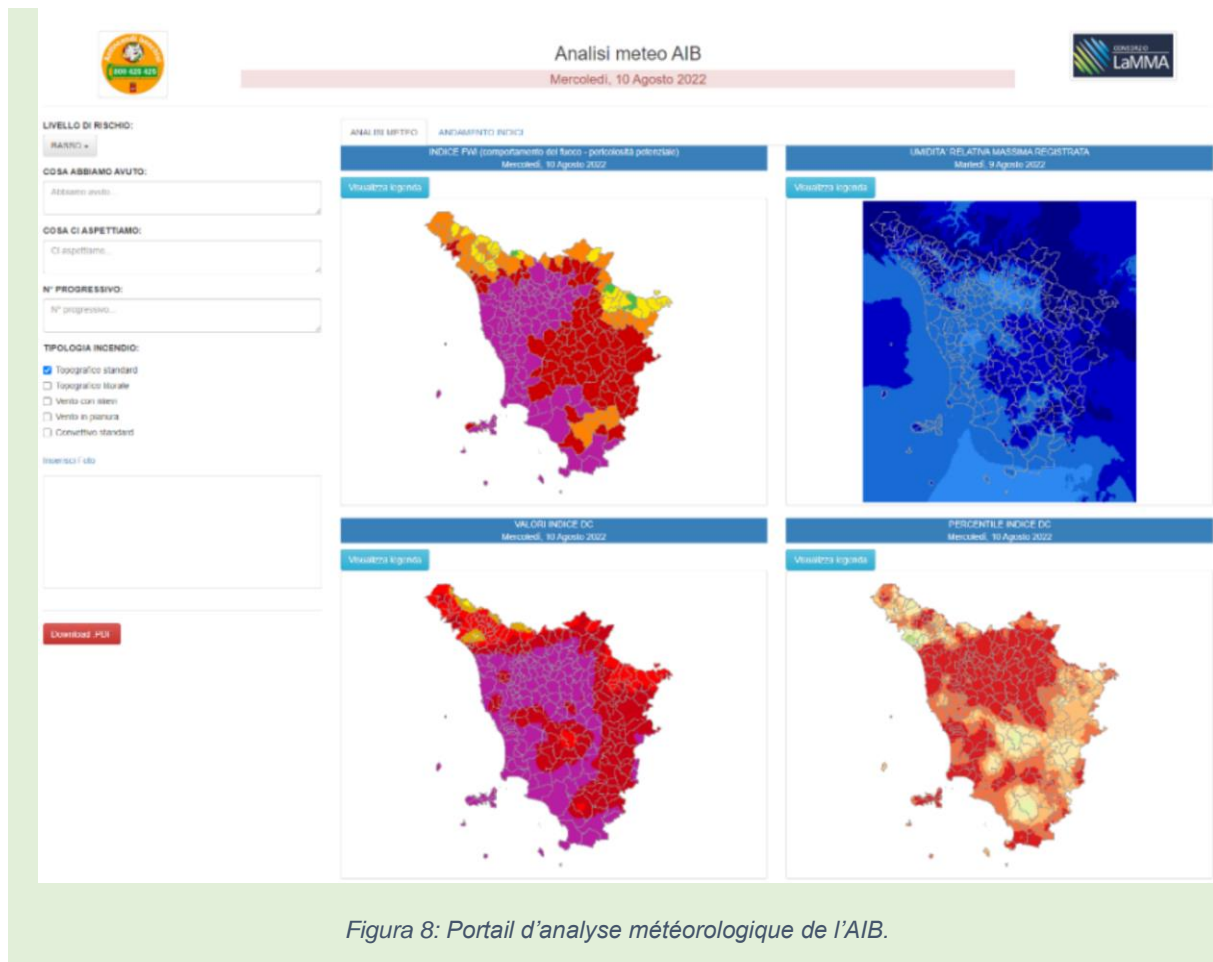 800 425 425
Analisi meteo AIB
Mercoledì, 10 Agosto 2022
CONSORZIO
LaMMA
LIVELLO DI RISCHIO:
BASSO
COSA ABBIAMO AVUTO:
Abbiamo avuto...
COSA CI ASPETTIAMO:
Ci aspettiamo...
N° PROGRESSIVO:
N° progressivo...
TIPOLOGIA INCENDIO:
Topografico standard
Topografico litorale
Vento con rilievi
Vento in pianura
Convettivo standard
Inserisci Foto
Download .PDF
ANALISI METEO
ANDAMENTO INDICI
INDICE FWI (comportamento del fuoco - pericolosità potenziale)
Mercoledì, 10 Agosto 2022
Visualizza legenda
UMIDITA' RELATIVA MASSIMA REGISTRATA
Martedì, 9 Agosto 2022
Visualizza legenda
VALORI INDICE DC
Mercoledì, 10 Agosto 2022
Visualizza legenda
PERCENTILE INDICE DC
Mercoledì, 10 Agosto 2022
Visualizza legenda
Figura 8: Portail d'analyse météorologique de l'AIB.